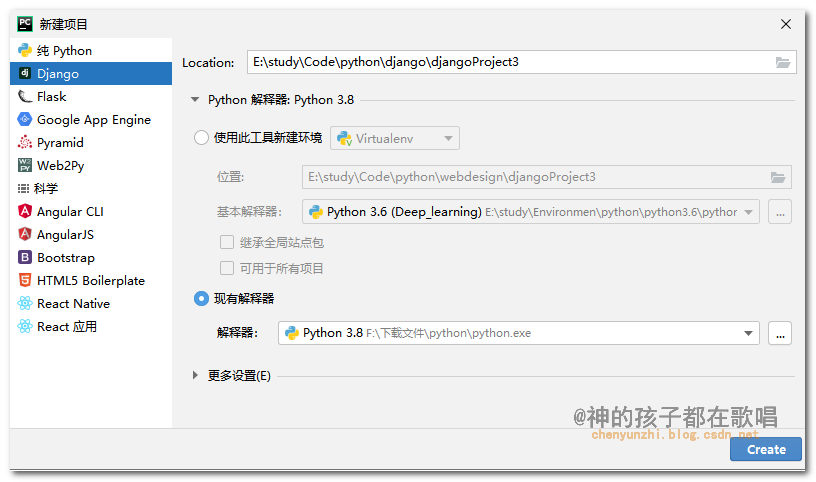 新建项目
纯 Python
Django
Flask
Google App Engine
Pyramid
Web2Py
科学
Angular CLI
AngularJS
Bootstrap
HTML5 Boilerplate
React Native
React 应用
Location: E:\study\Code\python\django\djangoProject3
Python 解释器: Python 3.8
使用此工具新建环境 Virtualenv
位置: E:\study\Code\python\webdesign\djangoProject3
基本解释器: Python 3.6 (Deep_learning) E:\study\Environmen\python\python3.6\python ...
继承全局站点包
可用于所有项目
现有解释器
解释器: Python 3.8 F:\下载文件\python\python.exe ...
更多设置(E)
@神的孩子都在歌唱
chenyunzhi.blog.csdn.net
Create